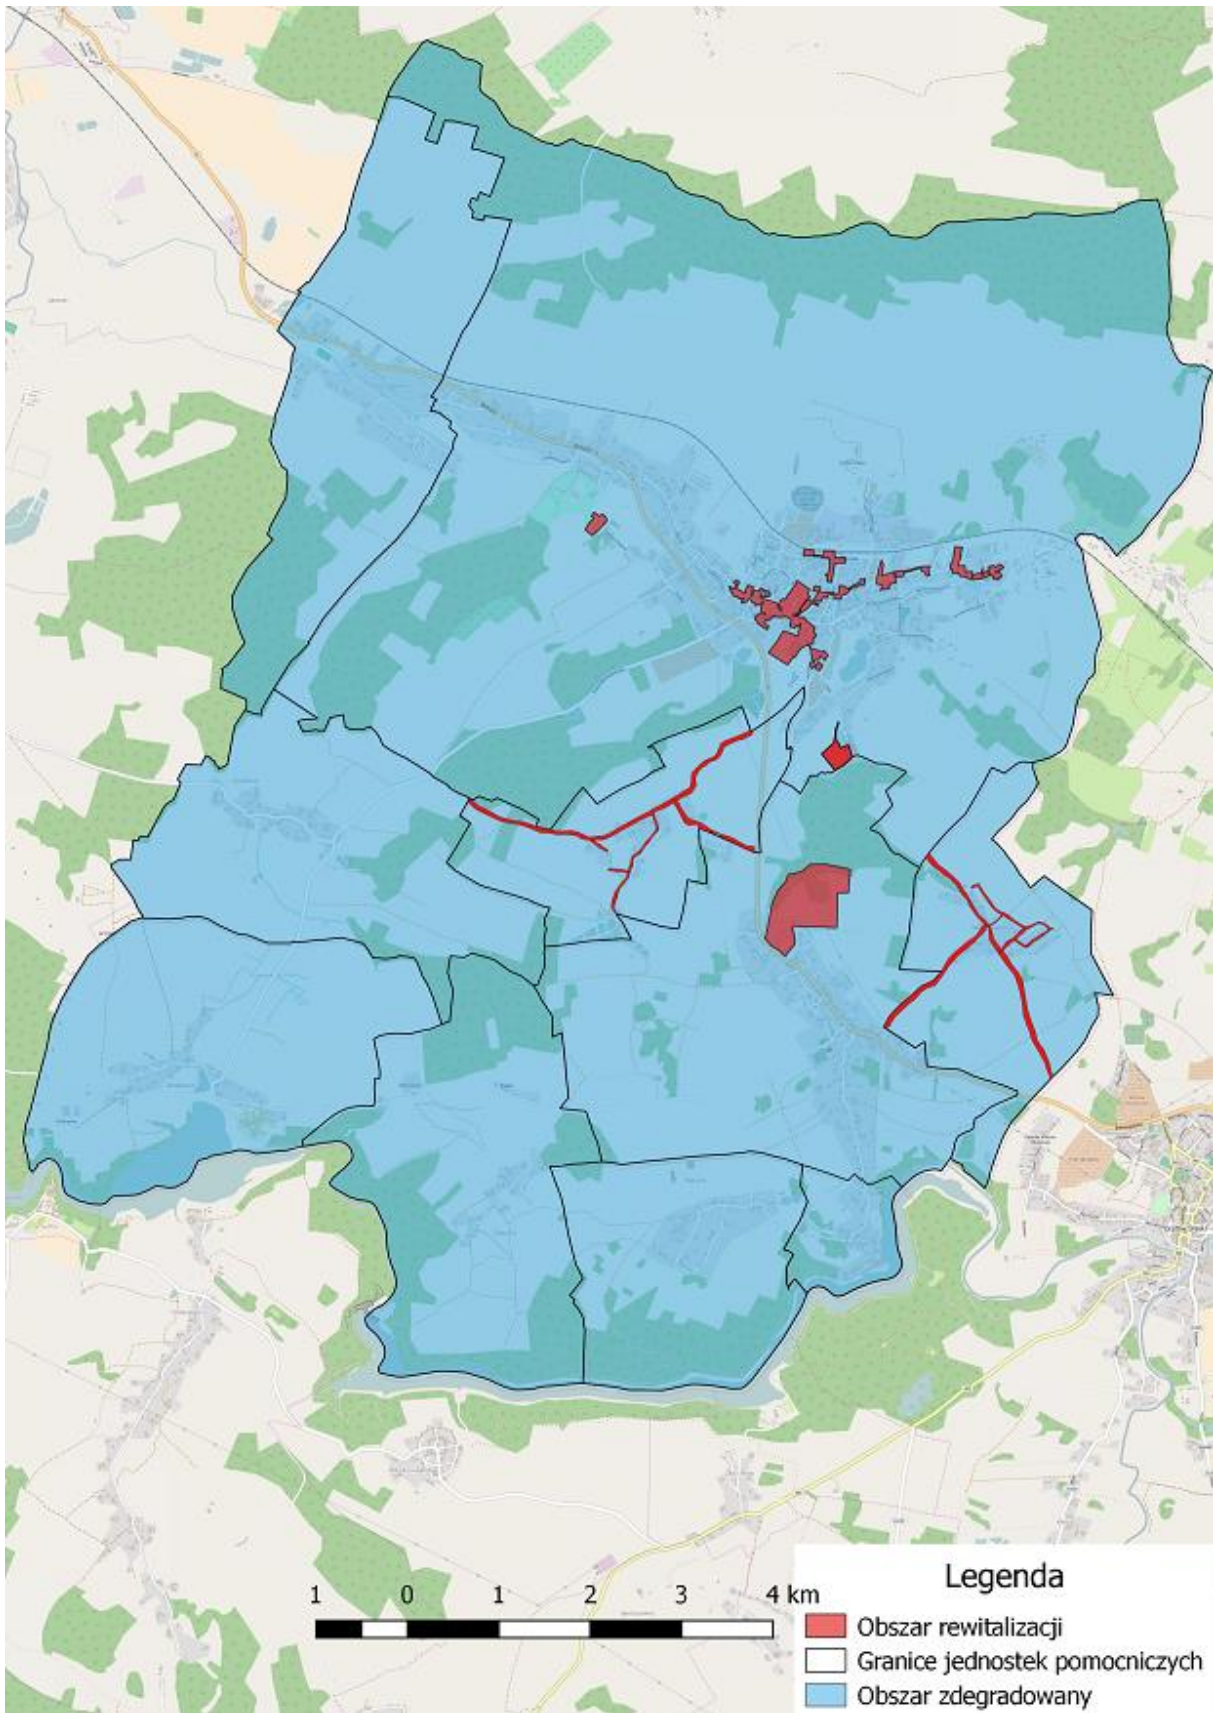 1 0 1 2 3 4 km
Legenda
Obszar rewitalizacji
Granice jednostek pomocniczych
Obszar zdegradowany